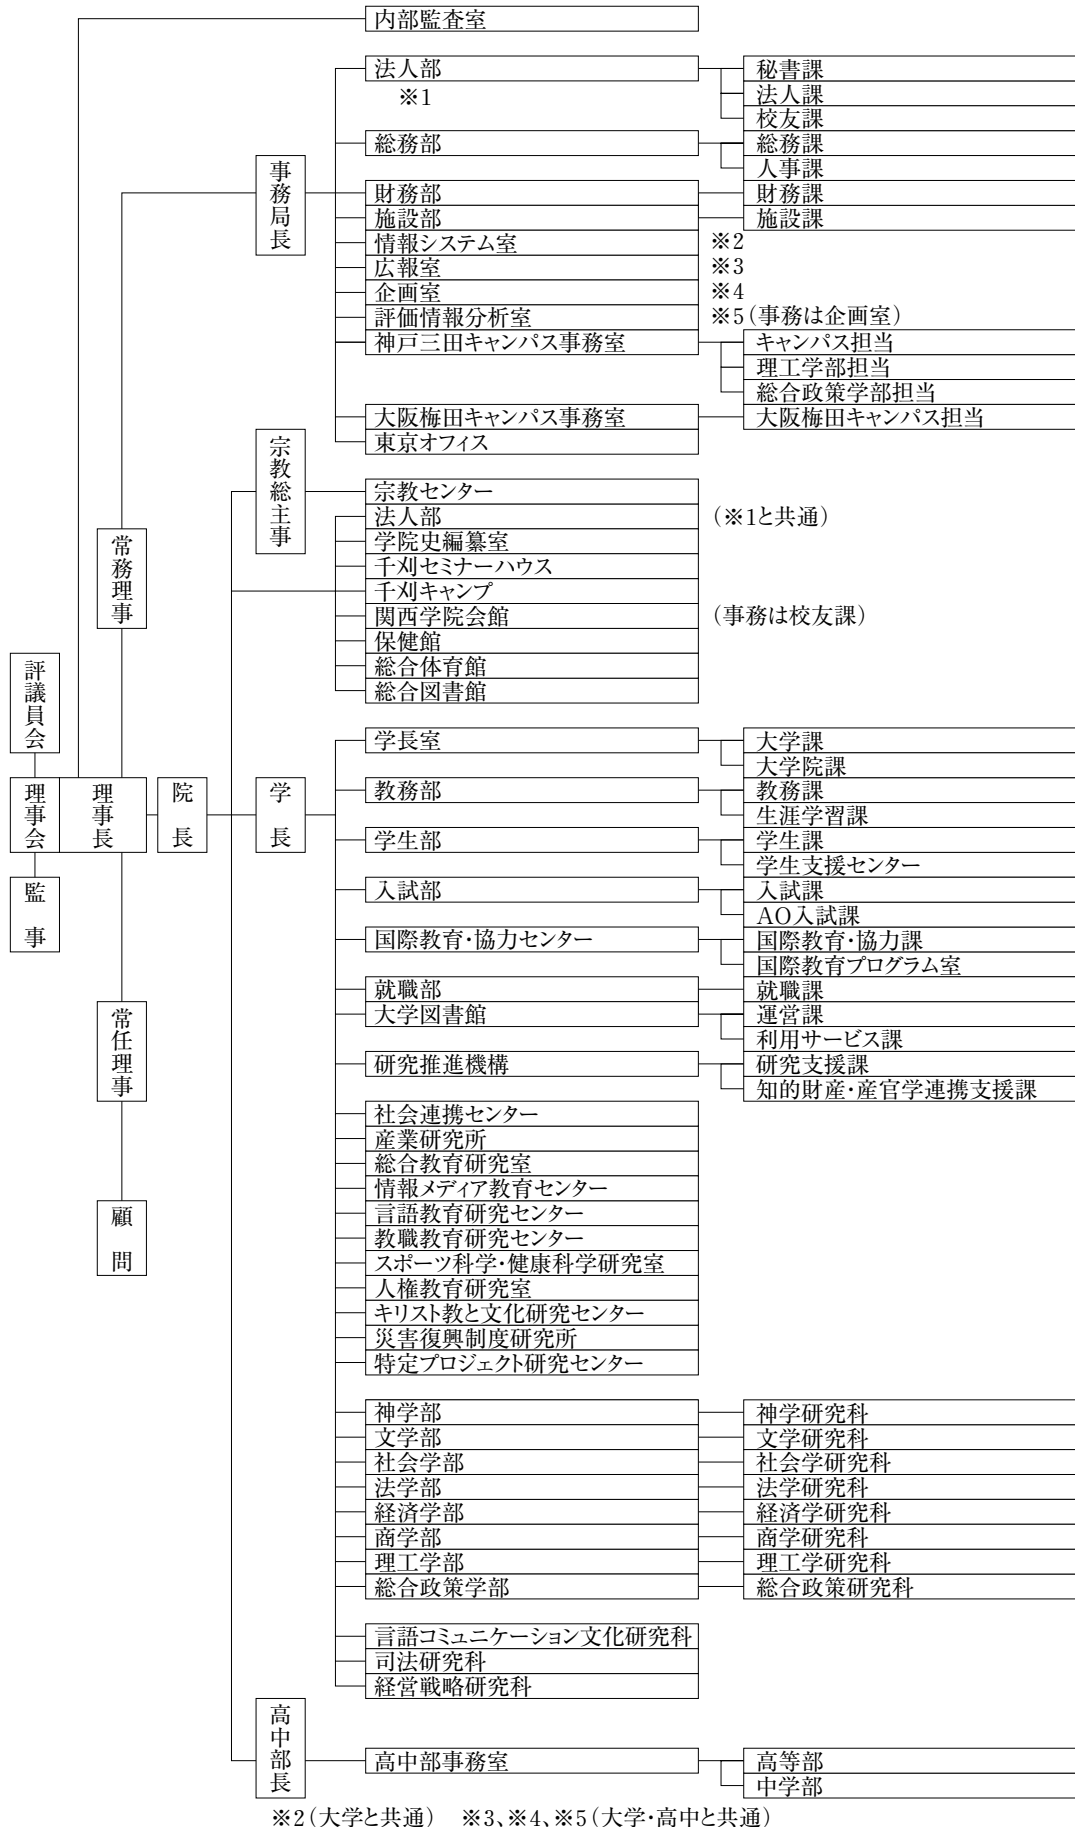 内部監査室
法人部 秘書課
※1 法人課
校友課
総務部 総務課
人事課
事務局長
財務部 財務課
施設部 施設課
情報システム室 ※2
広報室 ※3
企画室 ※4
評価情報分析室 ※5(事務は企画室)
神戸三田キャンパス事務室 キャンパス担当
理工学部担当
総合政策学部担当
大阪梅田キャンパス事務室 大阪梅田キャンパス担当
東京オフィス
宗教総主事
宗教センター
法人部 (※1と共通)
学院史編纂室
千刈セミナーハウス
千刈キャンプ
関西学院会館 (事務は校友課)
保健館
総合体育館
総合図書館
常務理事
評議員会
理事会
理事長
院長
学長
監事
常任理事
顧問
学長室 大学課
大学院課
教務部 教務課
生涯学習課
学生部 学生課
学生支援センター
入試部 入試課
AO入試課
国際教育・協力センター 国際教育・協力課
国際教育プログラム室
就職部 就職課
大学図書館 運営課
利用サービス課
研究推進機構 研究支援課
知的財産・産官学連携支援課
社会連携センター
産業研究所
総合教育研究室
情報メディア教育センター
言語教育研究センター
教職教育研究センター
スポーツ科学・健康科学研究室
人権教育研究室
キリスト教と文化研究センター
災害復興制度研究所
特定プロジェクト研究センター
神学部 神学研究科
文学部 文学研究科
社会学部 社会学研究科
法学部 法学研究科
経済学部 経済学研究科
商学部 商学研究科
理工学部 理工学研究科
総合政策学部 総合政策研究科
言語コミュニケーション文化研究科
司法研究科
経営戦略研究科
高中部長
高中部事務室 高等部
中学部
※2(大学と共通) ※3、※4、※5(大学・高中と共通)